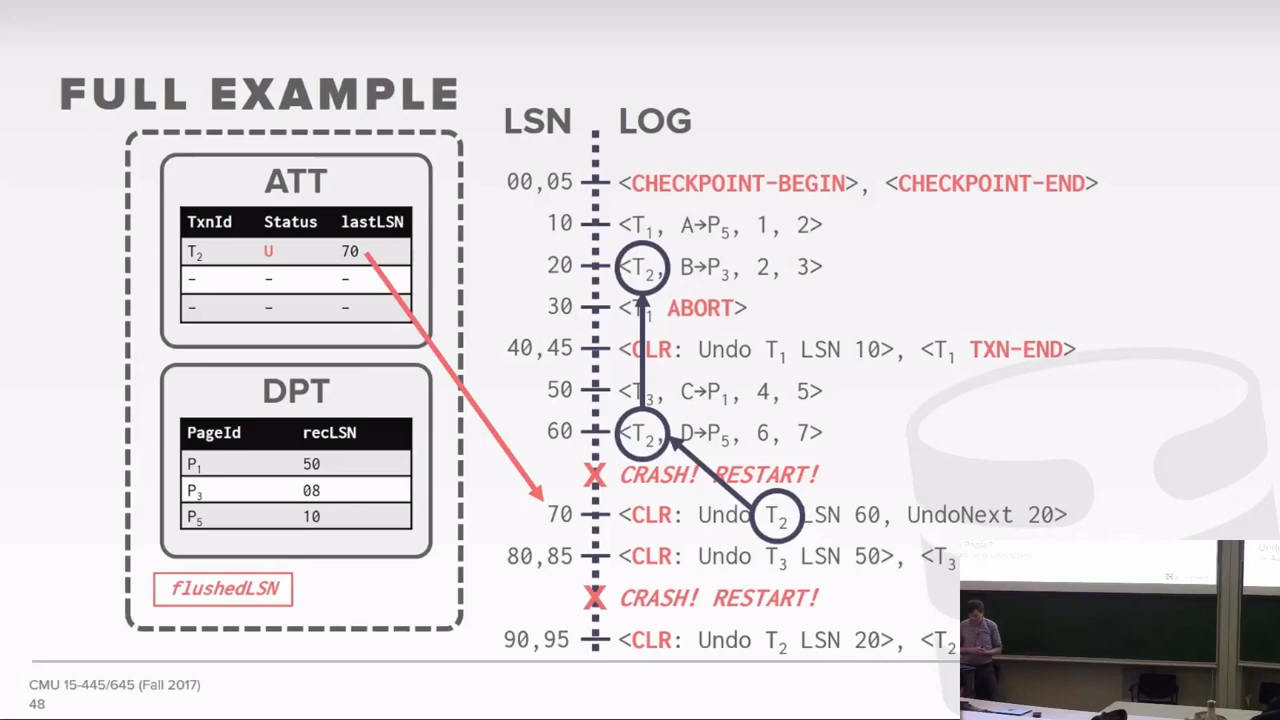 FULL EXAMPLE
ATT
TxnId Status lastLSN
T₂ U 70
- - -
- - -
DPT
PageId recLSN
P₁ 50
P₃ 08
P₅ 10
flushedLSN
LSN LOG
00,05 <CHECKPOINT-BEGIN>, <CHECKPOINT-END>
10 <T₁, A→P₅, 1, 2>
20 <T₂, B→P₃, 2, 3>
30 <T₁ ABORT>
40,45 <CLR: Undo T₁ LSN 10>, <T₁ TXN-END>
50 <T₃, C→P₁, 4, 5>
60 <T₂, D→P₅, 6, 7>
X CRASH! RESTART!
70 <CLR: Undo T₂ LSN 60, UndoNext 20>
80,85 <CLR: Undo T₃ LSN 50>, <T₃
X CRASH! RESTART!
90,95 <CLR: Undo T₂ LSN 20>, <T₂
CMU 15-445/645 (Fall 2017)
48